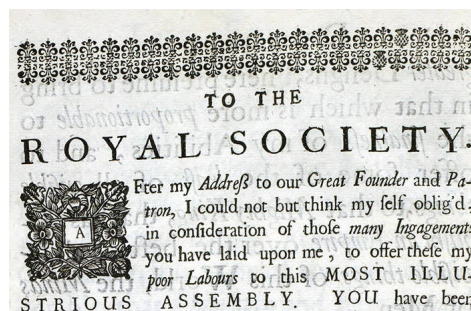 TO THE
ROYAL SOCIETY.
AFter my Addreß to our Great Founder and Pa-
tron, I could not but think my ſelf oblig'd,
in conſideration of thoſe many Ingagements
you have laid upon me, to offer theſe my
poor Labours to this MOST ILLU-
STRIOUS ASSEMBLY. YOU have been